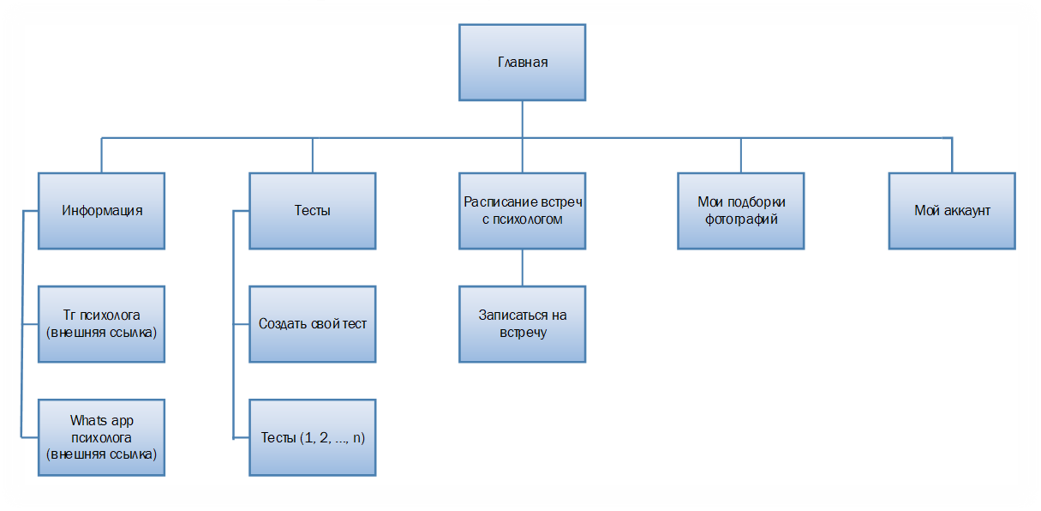 Главная
Информация
Тесты
Расписание встреч
с психологом
Мои подборки
фотографий
Мой аккаунт
Тг психолога
(внешняя ссылка)
Создать свой тест
Записаться на
встречу
Whats app
психолога
(внешняя ссылка)
Тесты (1, 2, ..., n)